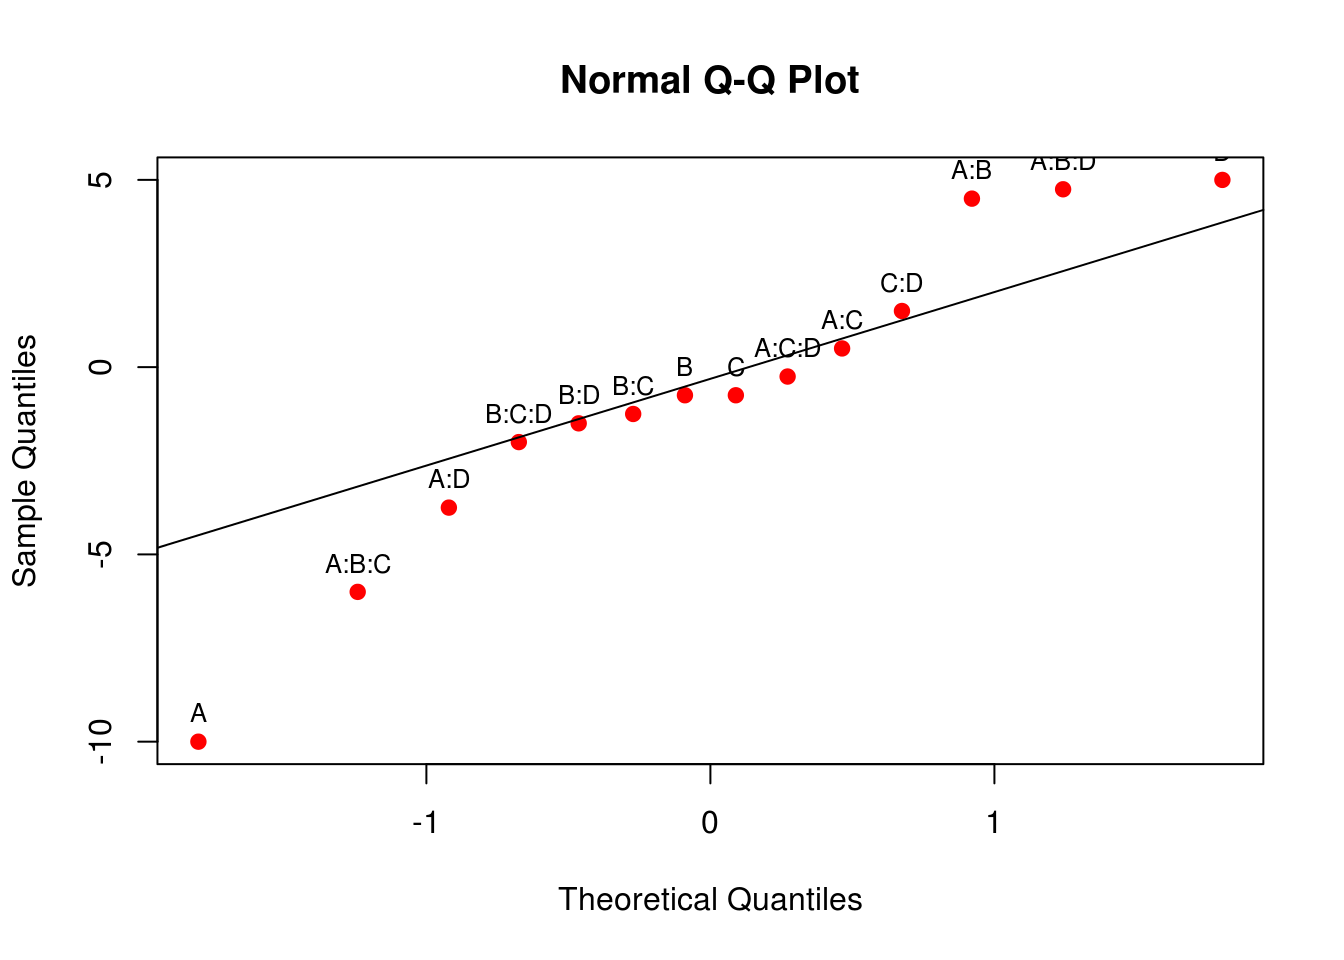 Normal Q-Q Plot
Sample Quantiles
5
0
-5
-10
A:B
A:B:D
C:D
A:C
A:C:D
C
B
B:C
B:D
B:C:D
A:D
A:B:C
A
-1
0
1
Theoretical Quantiles